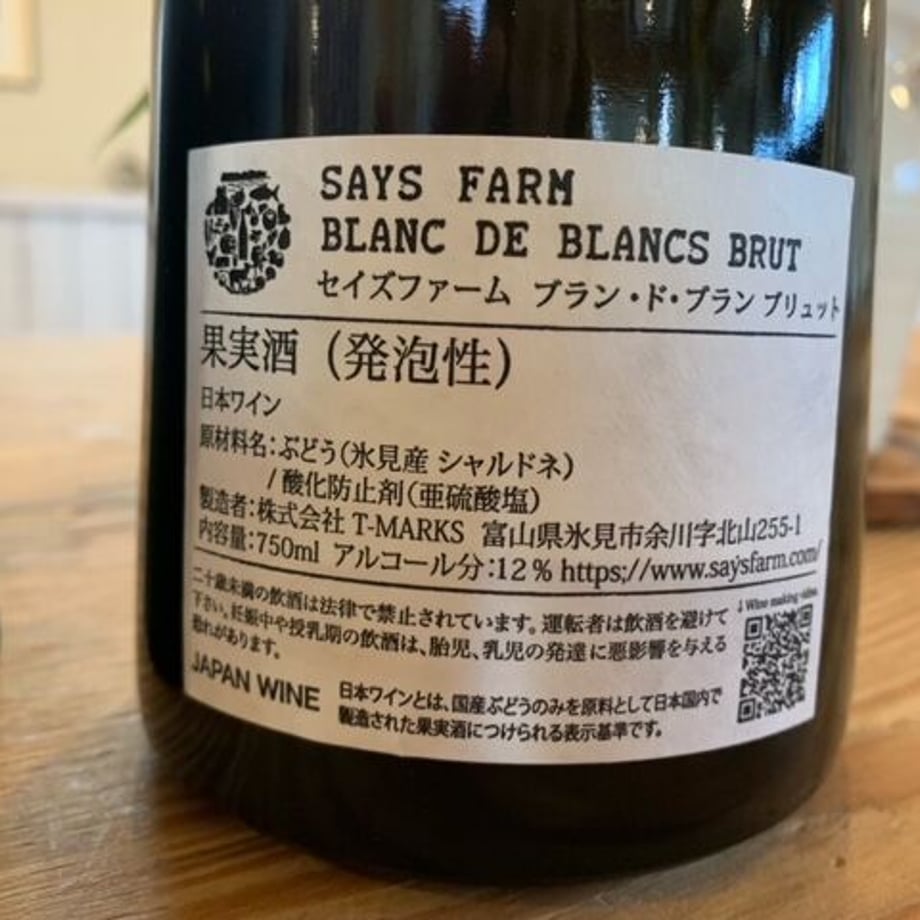 SAYS FARM
BLANC DE BLANCS BRUT
セイズファーム ブラン・ド・ブラン ブリュット
果実酒（発泡性）
日本ワイン
原材料名：ぶどう（氷見産 シャルドネ）
/ 酸化防止剤（亜硫酸塩）
製造者：株式会社 T-MARKS 富山県氷見市余川字北山255-1
内容量：750ml アルコール分：12% https;//www.saysfarm.com/
二十歳未満の飲酒は法律で禁止されています。運転者は飲酒を避けて
下さい。妊娠中や授乳期の飲酒は、胎児、乳児の発達に悪影響を与える
恐れがあります。
↓Wine making video
JAPAN WINE
日本ワインとは、国産ぶどうのみを原料として日本国内で
製造された果実酒につけられる表示基準です。